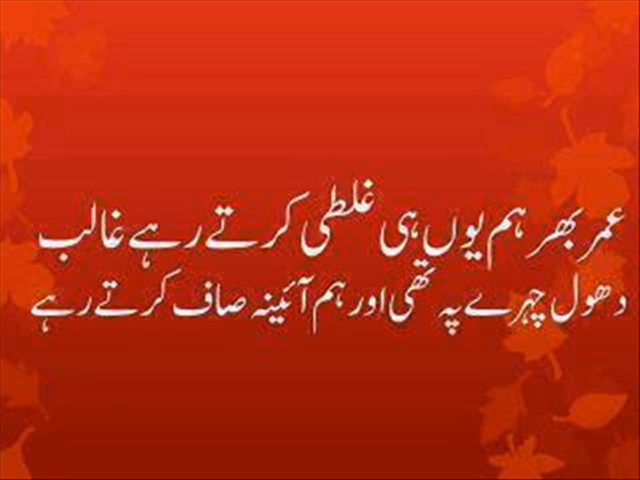 عمر بھر ہم یوں ہی غلطی کرتے رہے غالب
دھول چہرے پہ تھی اور ہم آئینہ صاف کرتے رہے